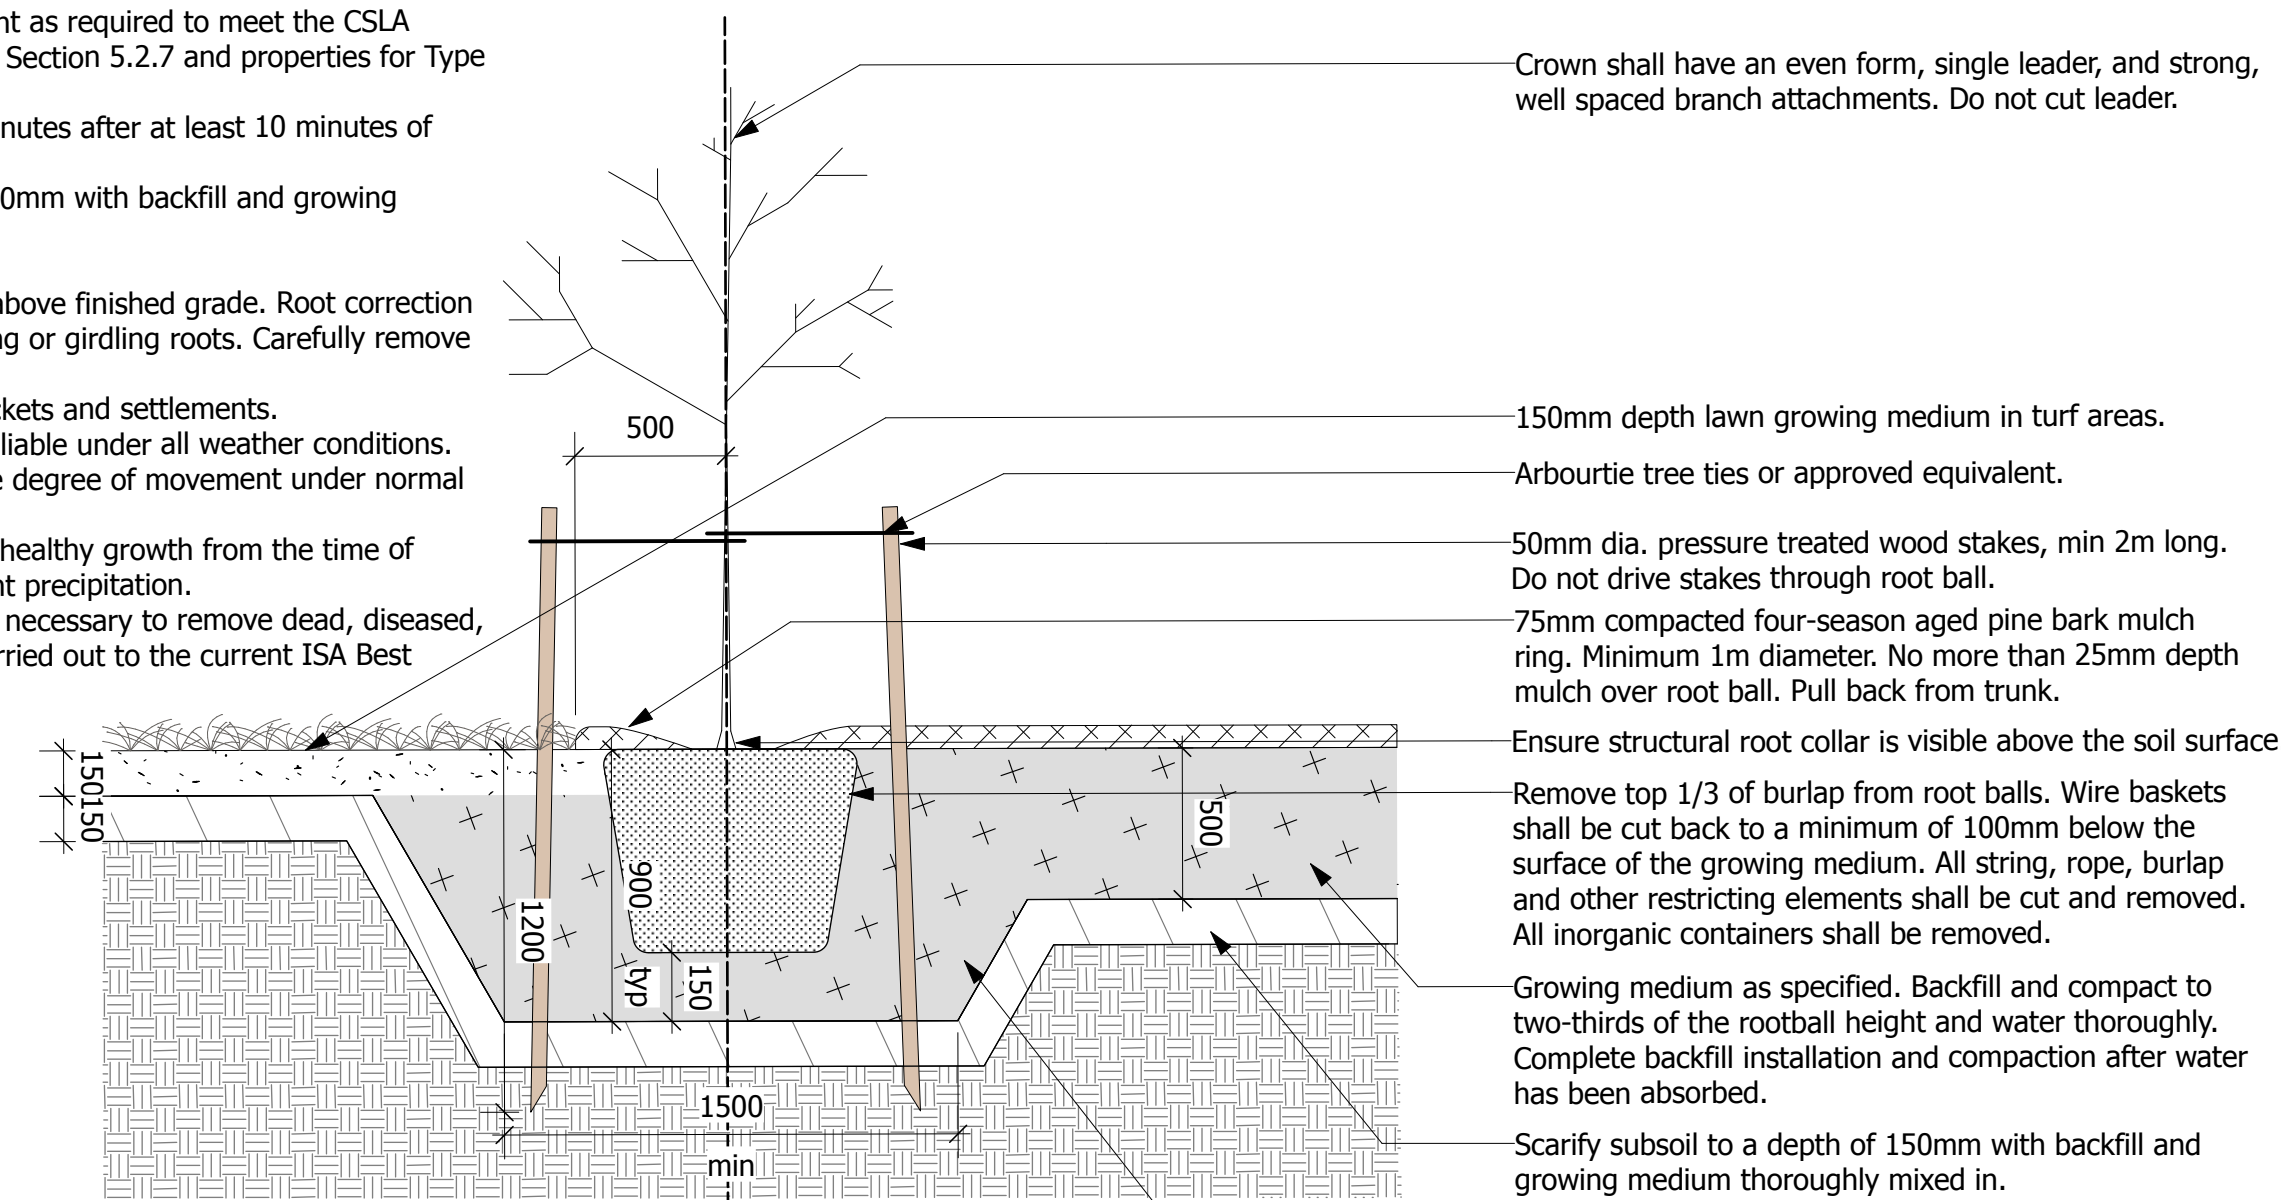 nt as required to meet the CSLA
Section 5.2.7 and properties for Type
nutes after at least 10 minutes of
0mm with backfill and growing
above finished grade. Root correction
ng or girdling roots. Carefully remove
ckets and settlements.
liable under all weather conditions.
e degree of movement under normal
healthy growth from the time of
nt precipitation.
necessary to remove dead, diseased,
rried out to the current ISA Best
Crown shall have an even form, single leader, and strong,
well spaced branch attachments. Do not cut leader.
150mm depth lawn growing medium in turf areas.
Arbourtie tree ties or approved equivalent.
50mm dia. pressure treated wood stakes, min 2m long.
Do not drive stakes through root ball.
75mm compacted four-season aged pine bark mulch
ring. Minimum 1m diameter. No more than 25mm depth
mulch over root ball. Pull back from trunk.
Ensure structural root collar is visible above the soil surface
Remove top 1/3 of burlap from root balls. Wire baskets
shall be cut back to a minimum of 100mm below the
surface of the growing medium. All string, rope, burlap
and other restricting elements shall be cut and removed.
All inorganic containers shall be removed.
Growing medium as specified. Backfill and compact to
two-thirds of the rootball height and water thoroughly.
Complete backfill installation and compaction after water
has been absorbed.
Scarify subsoil to a depth of 150mm with backfill and
growing medium thoroughly mixed in.
500
150
150
1200
900
typ
150
500
1500
min